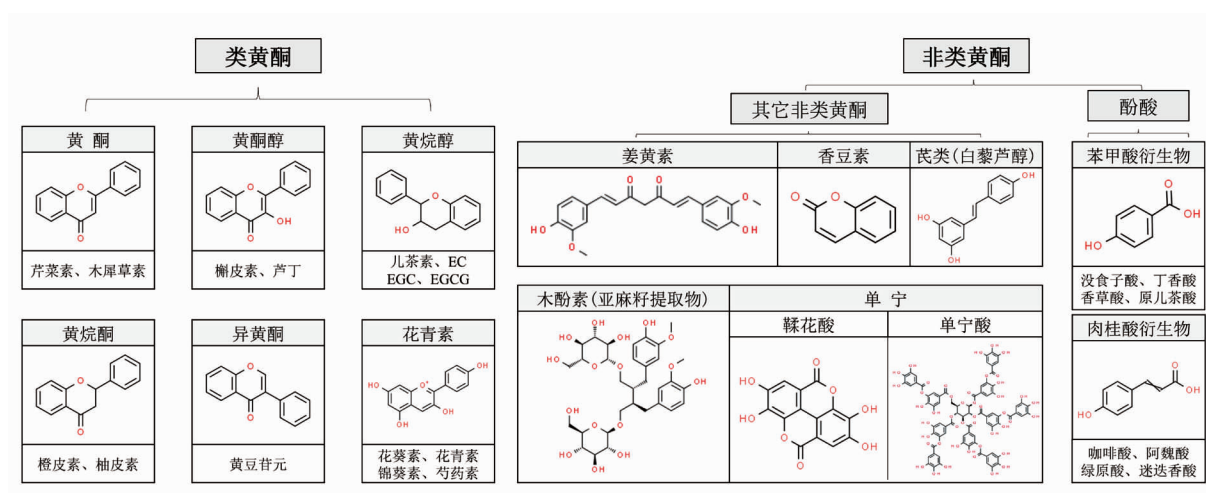 类黄酮
黄 酮
芹菜素、木犀草素
黄酮醇
槲皮素、芦丁
黄烷醇
儿茶素、EC
EGC、EGCG
黄烷酮
橙皮素、柚皮素
异黄酮
黄豆苷元
花青素
花葵素、花青素
锦葵素、芍药素
非类黄酮
其它非类黄酮
姜黄素
香豆素
芪类(白藜芦醇)
木酚素(亚麻籽提取物)
单 宁
鞣花酸
单宁酸
酚酸
苯甲酸衍生物
没食子酸、丁香酸
香草酸、原儿茶酸
肉桂酸衍生物
咖啡酸、阿魏酸
绿原酸、迷迭香酸